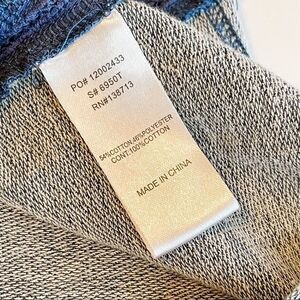 PO# 12002433
S# 6950T
RN#138713
54%COTTON,46%POLYESTER
CONT:100%COTTON
MADE IN CHINA